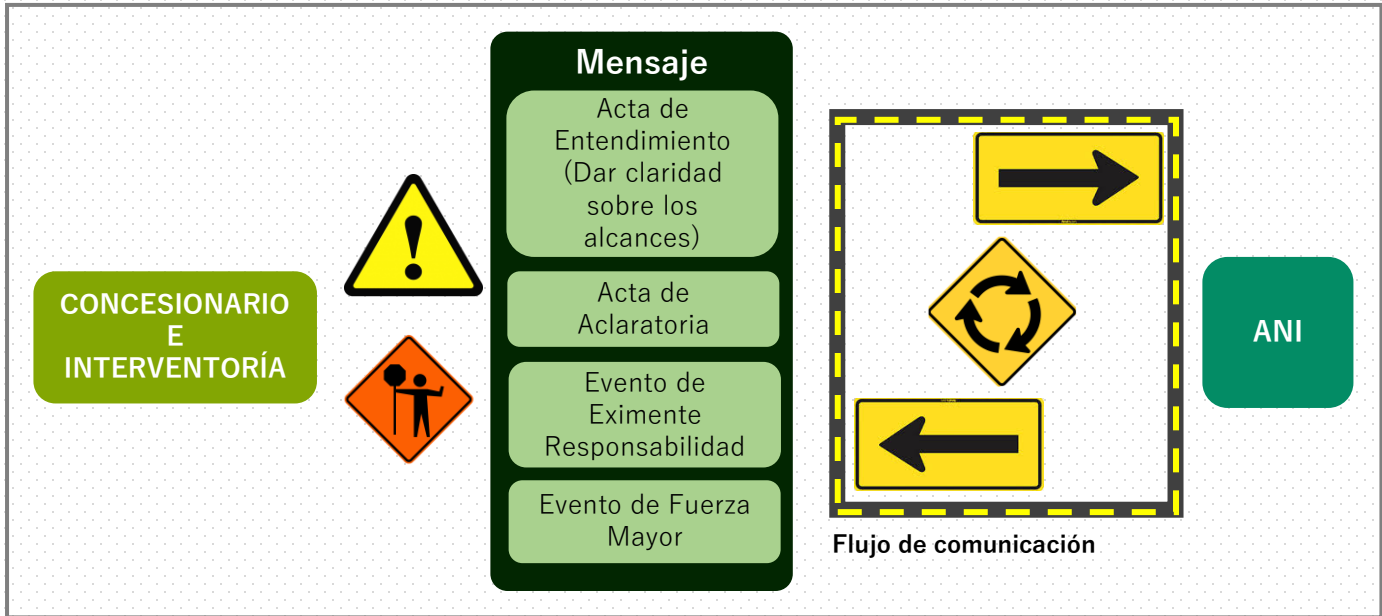 Mensaje
Acta de
Entendimiento
(Dar claridad
sobre los
alcances)
CONCESIONARIO
E
INTERVENTORÍA
Acta de
Aclaratoria
ANI
Evento de
Eximente
Responsabilidad
Evento de Fuerza
Mayor
Flujo de comunicación